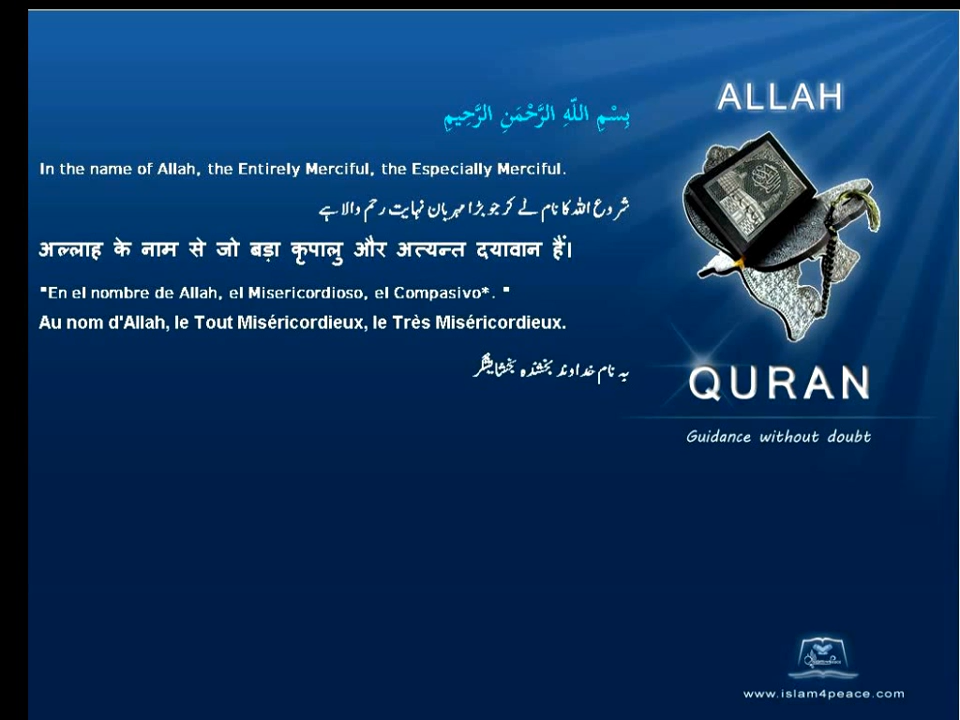 بِسْمِ اللّهِ الرَّحْمَنِ الرَّحِيمِ
In the name of Allah, the Entirely Merciful, the Especially Merciful.
شروع الله کا نام لے کر جو بڑا مہربان نہایت رحم والا ہے
अल्लाह के नाम से जो बड़ा कृपालु और अत्यन्त दयावान हैं।
"En el nombre de Allah, el Misericordioso, el Compasivo*. "
Au nom d'Allah, le Tout Miséricordieux, le Très Miséricordieux.
به نام خداوند بخشنده بخشایشگر
ALLAH
QURAN
Guidance without doubt
www.islam4peace.com